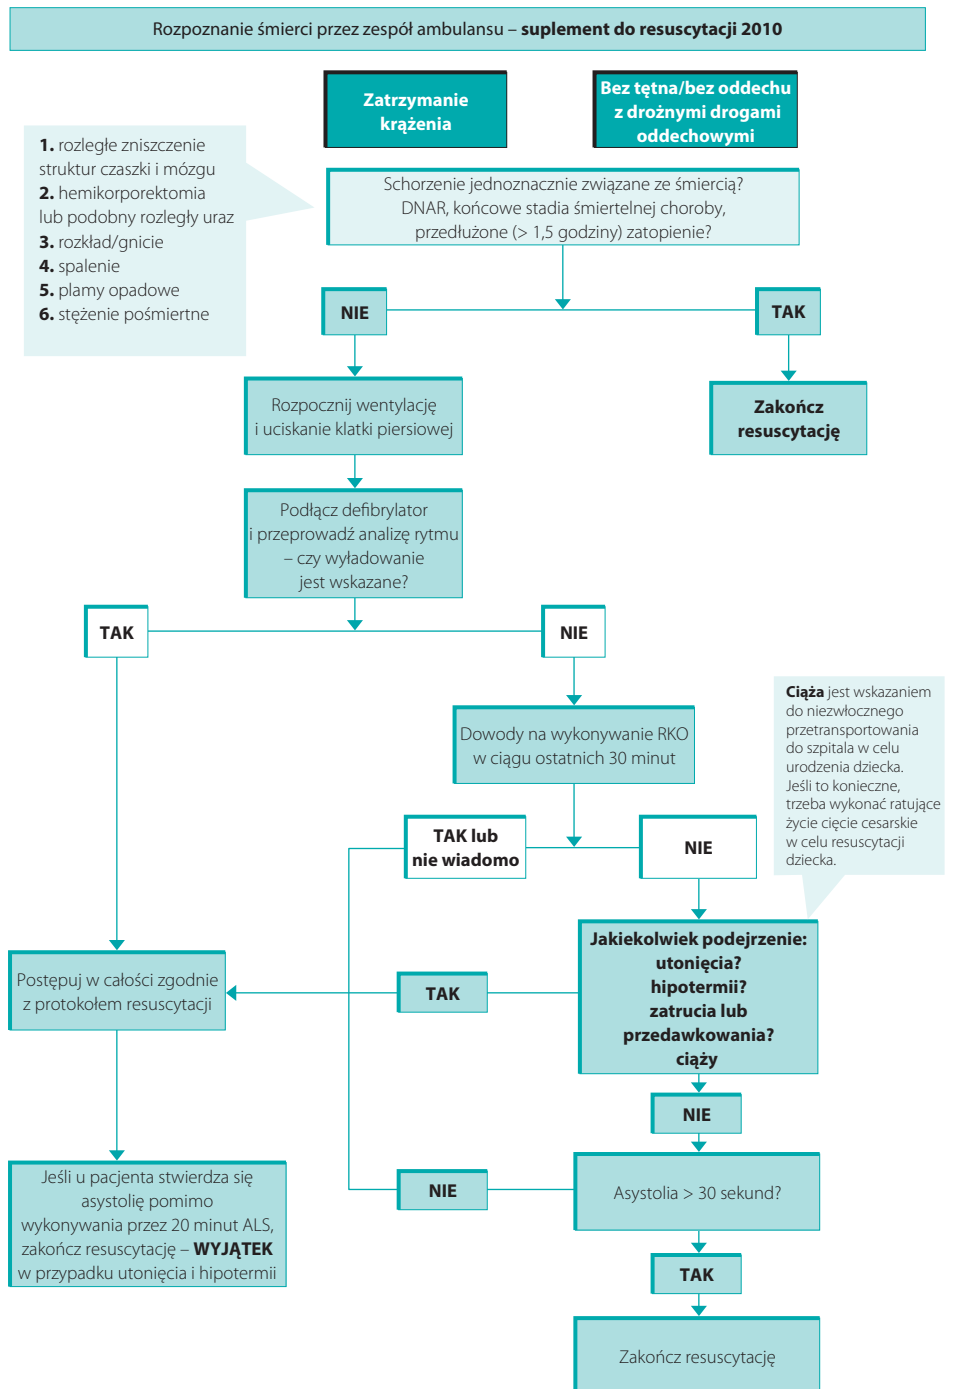 Rozpoznanie śmierci przez zespół ambulansu – suplement do resuscytacji 2010
Zatrzymanie
krążenia
Bez tętna/bez oddechu
z drożnymi drogami
oddechowymi
1. rozległe zniszczenie
struktur czaszki i mózgu
2. hemikorporektomia
lub podobny rozległy uraz
3. rozkład/gnicie
4. spalenie
5. plamy opadowe
6. stężenie pośmiertne
Schorzenie jednoznacznie związane ze śmiercią?
DNAR, końcowe stadia śmiertelnej choroby,
przedłużone (> 1,5 godziny) zatopienie?
NIE
TAK
Rozpocznij wentylację
i uciskanie klatki piersiowej
Zakończ
resuscytację
Podłącz defibrylator
i przeprowadź analizę rytmu
– czy wyładowanie
jest wskazane?
TAK
NIE
Dowody na wykonywanie RKO
w ciągu ostatnich 30 minut
Ciąża jest wskazaniem
do niezwłocznego
przetransportowania
do szpitala w celu
urodzenia dziecka.
Jeśli to konieczne,
trzeba wykonać ratujące
życie cięcie cesarskie
w celu resuscytacji
dziecka.
TAK lub
nie wiadomo
NIE
Jakiekolwiek podejrzenie:
utonięcia?
hipotermii?
zatrucia lub
przedawkowania?
ciąży
TAK
Postępuj w całości zgodnie
z protokołem resuscytacji
NIE
Jeśli u pacjenta stwierdza się
asystolię pomimo
wykonywania przez 20 minut ALS,
zakończ resuscytację – WYJĄTEK
w przypadku utonięcia i hipotermii
NIE
Asystolia > 30 sekund?
TAK
Zakończ resuscytację